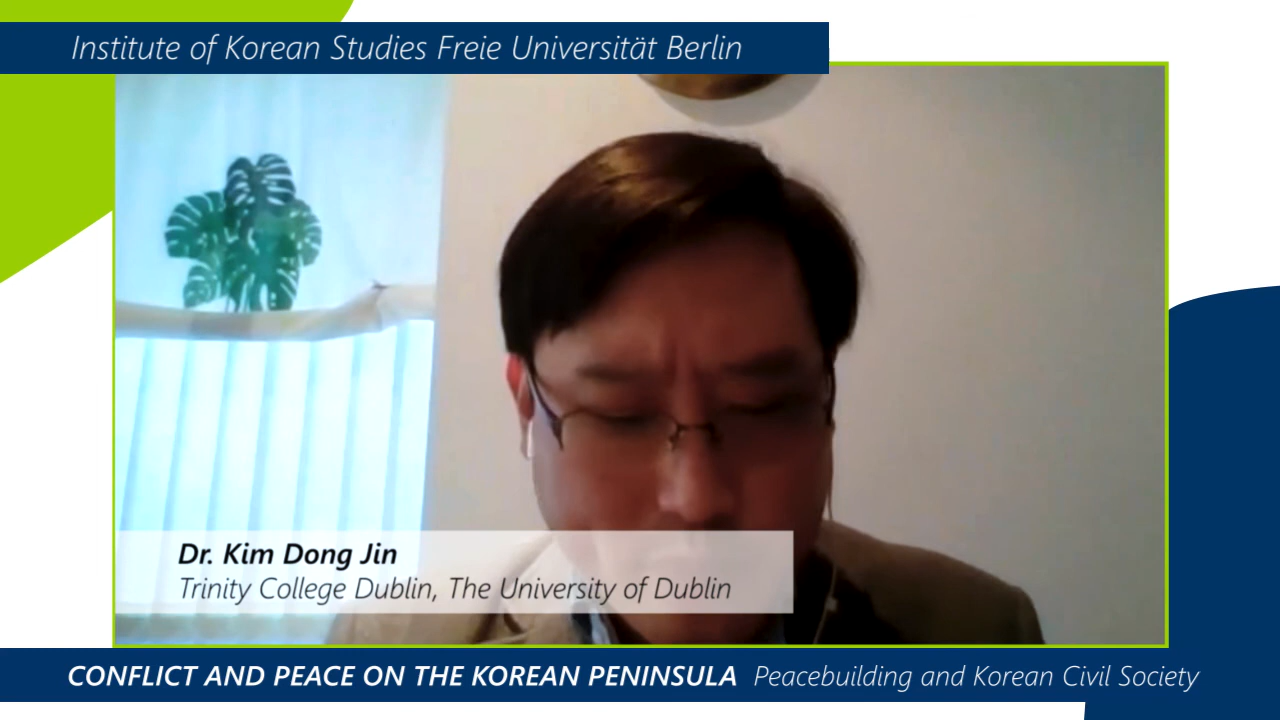 Institute of Korean Studies Freie Universität Berlin
Dr. Kim Dong Jin
Trinity College Dublin, The University of Dublin
CONFLICT AND PEACE ON THE KOREAN PENINSULA Peacebuilding and Korean Civil Society